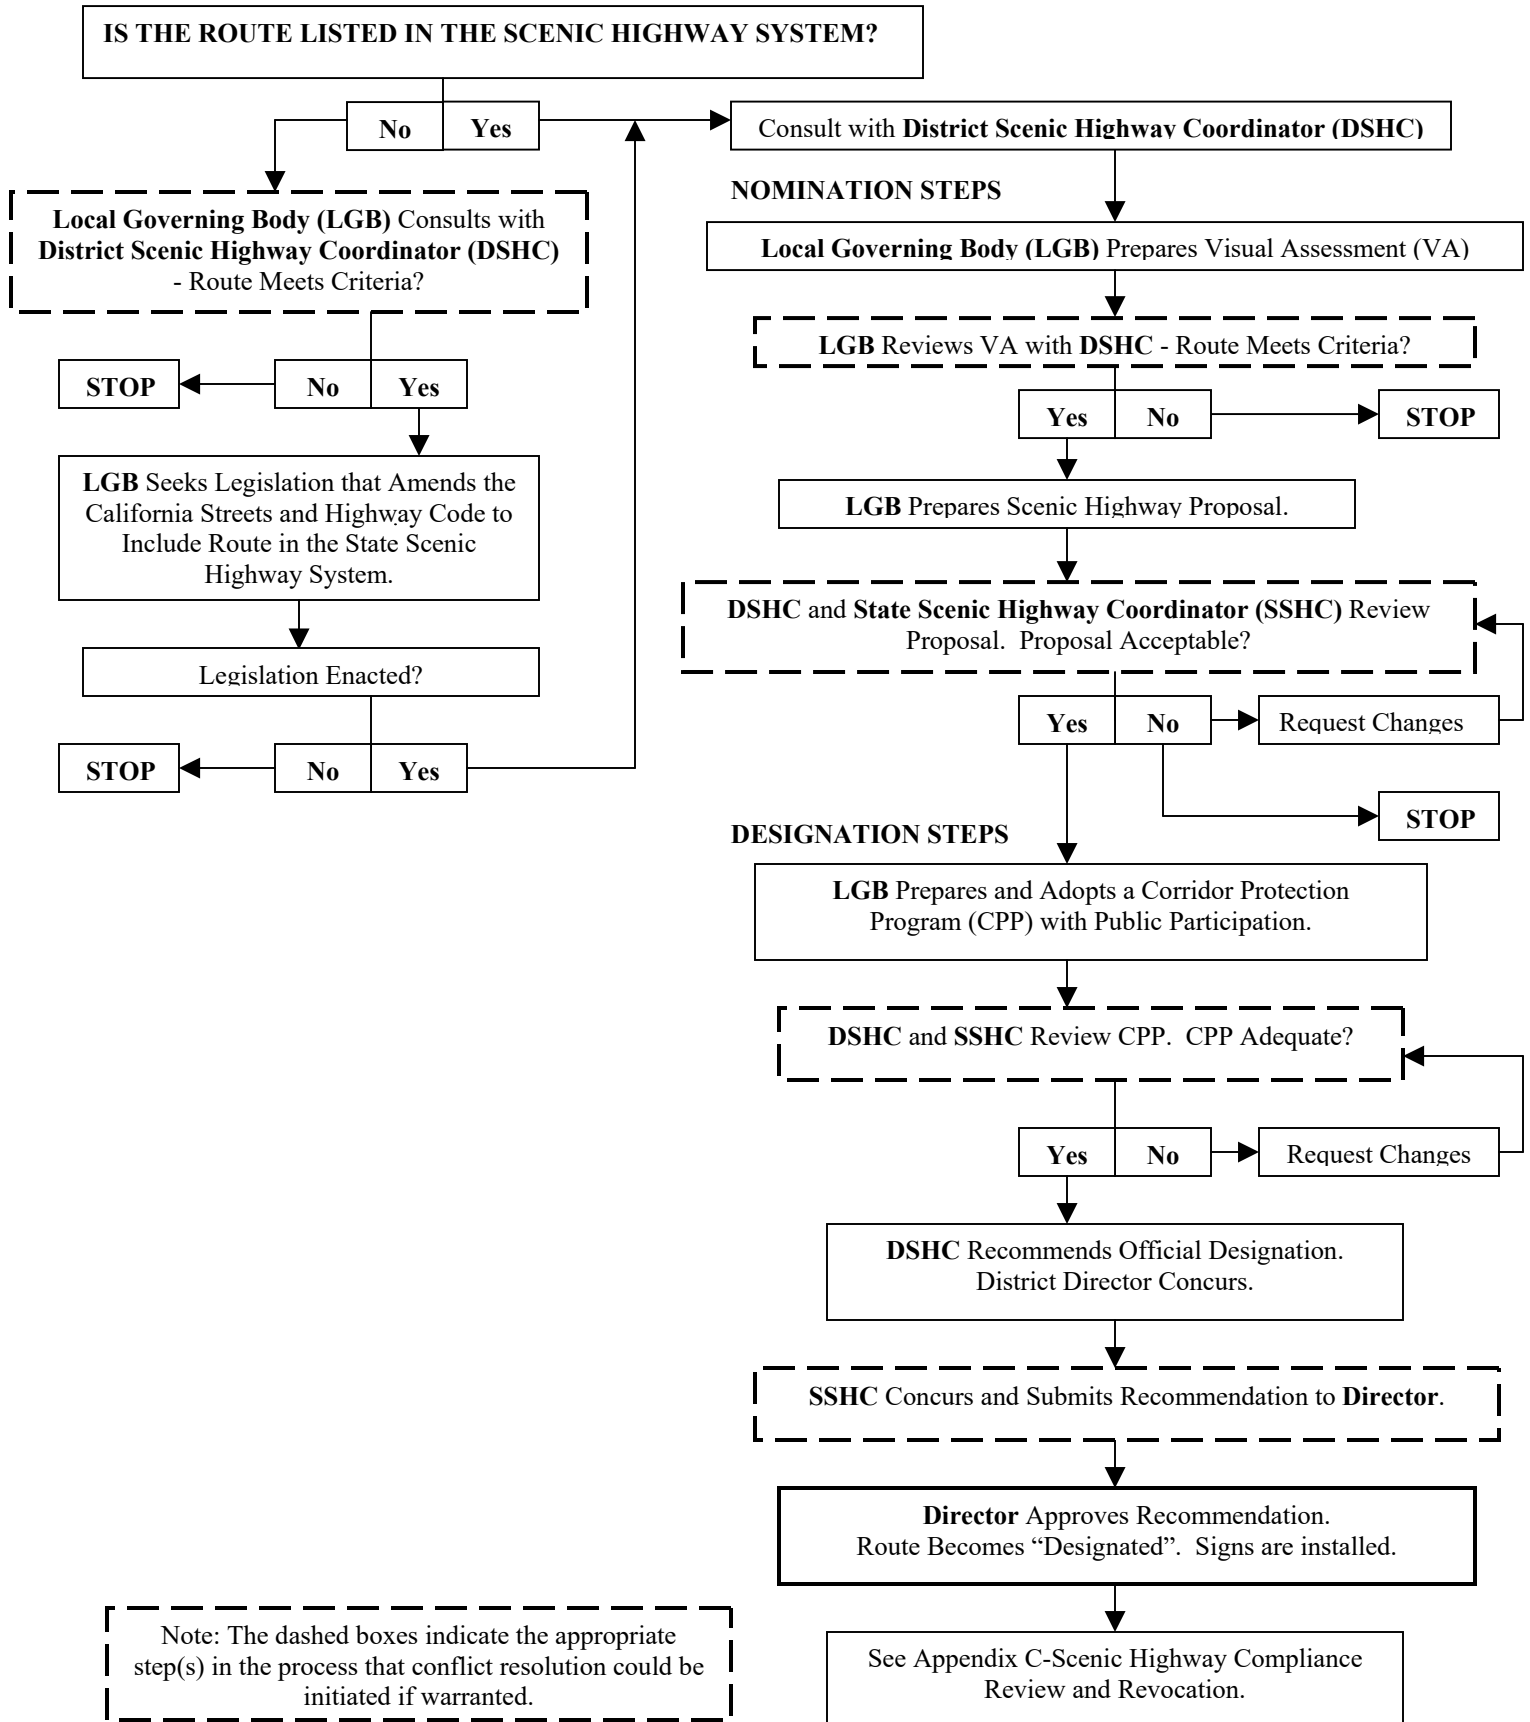 IS THE ROUTE LISTED IN THE SCENIC HIGHWAY SYSTEM?
No
Yes
Local Governing Body (LGB) Consults with
District Scenic Highway Coordinator (DSHC)
- Route Meets Criteria?
STOP
No
Yes
LGB Seeks Legislation that Amends the
California Streets and Highway Code to
Include Route in the State Scenic
Highway System.
Legislation Enacted?
STOP
No
Yes
Consult with District Scenic Highway Coordinator (DSHC)
NOMINATION STEPS
Local Governing Body (LGB) Prepares Visual Assessment (VA)
LGB Reviews VA with DSHC - Route Meets Criteria?
Yes
No
STOP
LGB Prepares Scenic Highway Proposal.
DSHC and State Scenic Highway Coordinator (SSHC) Review
Proposal. Proposal Acceptable?
Yes
No
Request Changes
STOP
DESIGNATION STEPS
LGB Prepares and Adopts a Corridor Protection
Program (CPP) with Public Participation.
DSHC and SSHC Review CPP. CPP Adequate?
Yes
No
Request Changes
DSHC Recommends Official Designation.
District Director Concurs.
SSHC Concurs and Submits Recommendation to Director.
Director Approves Recommendation.
Route Becomes “Designated”. Signs are installed.
See Appendix C-Scenic Highway Compliance
Review and Revocation.
Note: The dashed boxes indicate the appropriate
step(s) in the process that conflict resolution could be
initiated if warranted.